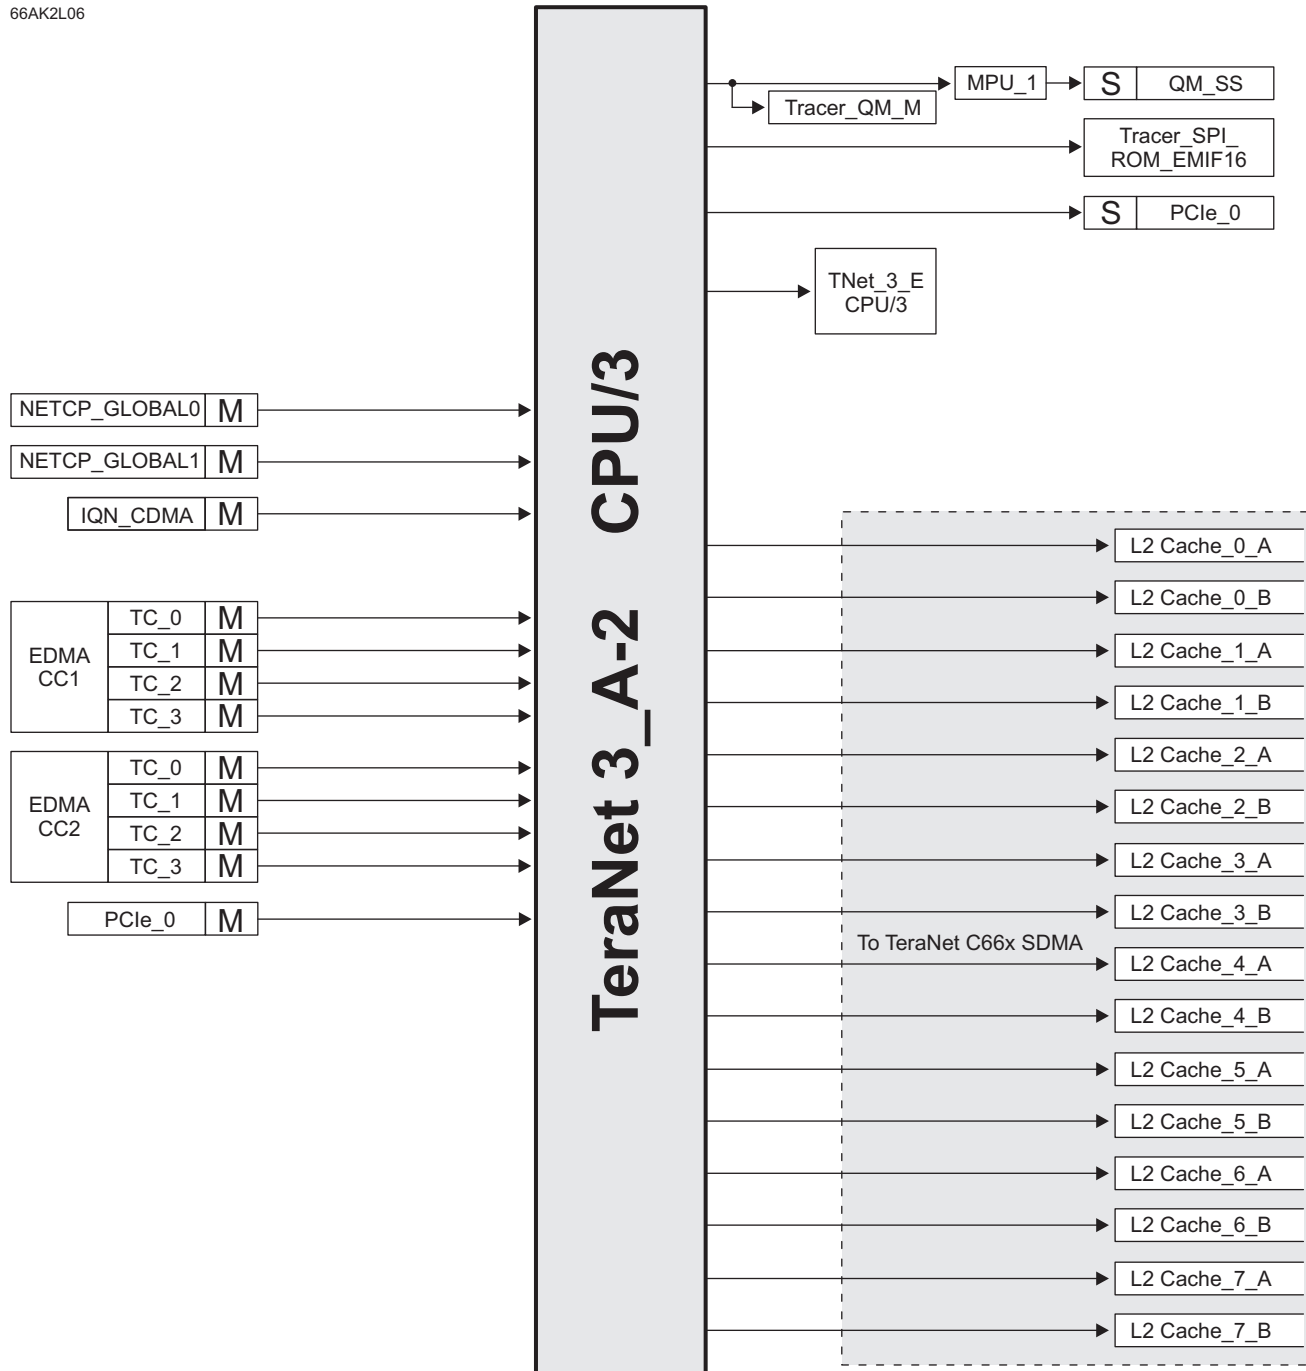 66AK2L06
MPU_1
S
QM_SS
Tracer_QM_M
Tracer_SPI_
ROM_EMIF16
S
PCIe_0
TNet_3_E
CPU/3
TeraNet 3_A-2 CPU/3
NETCP_GLOBAL0
M
NETCP_GLOBAL1
M
IQN_CDMA
M
EDMA
CC1
TC_0
M
TC_1
M
TC_2
M
TC_3
M
EDMA
CC2
TC_0
M
TC_1
M
TC_2
M
TC_3
M
PCIe_0
M
L2 Cache_0_A
L2 Cache_0_B
L2 Cache_1_A
L2 Cache_1_B
L2 Cache_2_A
L2 Cache_2_B
L2 Cache_3_A
L2 Cache_3_B
To TeraNet C66x SDMA
L2 Cache_4_A
L2 Cache_4_B
L2 Cache_5_A
L2 Cache_5_B
L2 Cache_6_A
L2 Cache_6_B
L2 Cache_7_A
L2 Cache_7_B